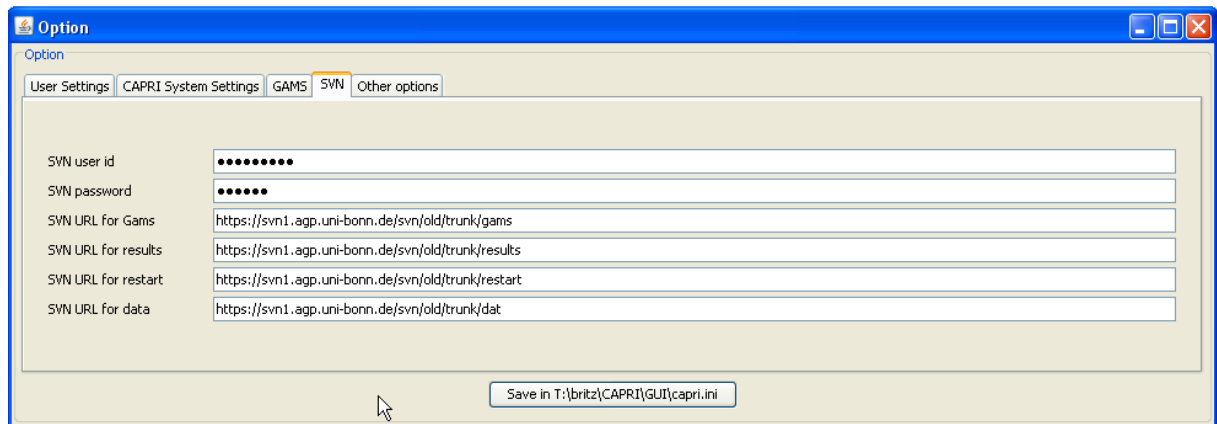 Option
Option
User Settings CAPRI System Settings GAMS SVN Other options
SVN user id ●●●●●●●●●
SVN password ●●●●●●
SVN URL for Gams https://svn1.agp.uni-bonn.de/svn/old/trunk/gams
SVN URL for results https://svn1.agp.uni-bonn.de/svn/old/trunk/results
SVN URL for restart https://svn1.agp.uni-bonn.de/svn/old/trunk/restart
SVN URL for data https://svn1.agp.uni-bonn.de/svn/old/trunk/dat
Save in T:\britz\CAPRI\GUI\capri.ini